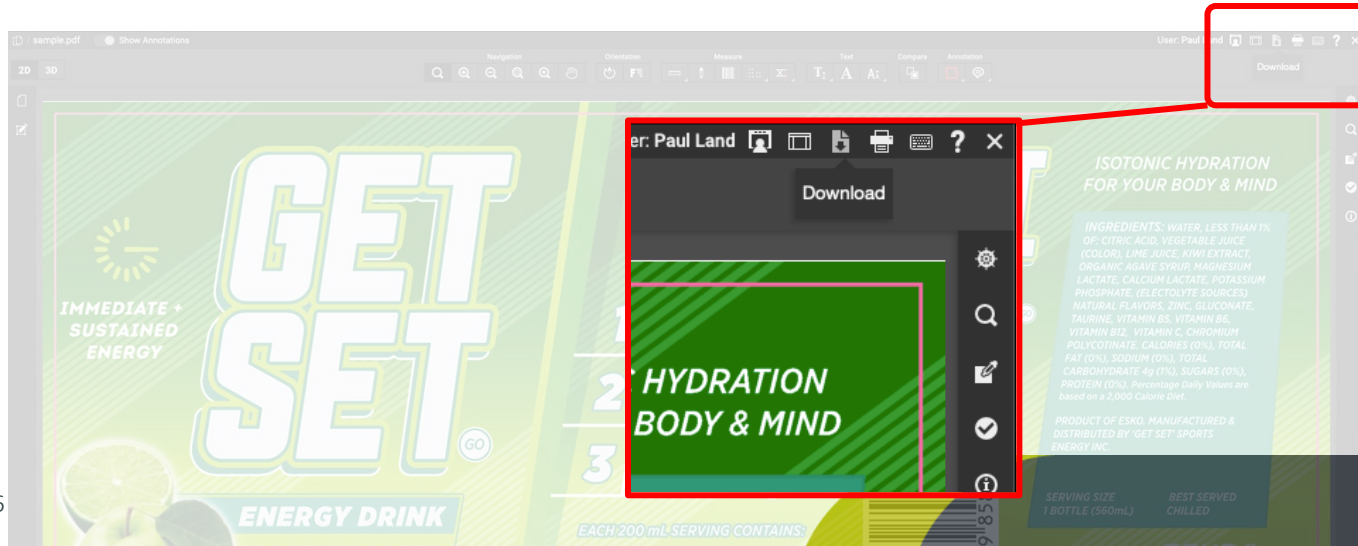 sample.pdf
Show Annotations
User: Paul Land
Navigation
Orientation
Measure
Text
Compare
Annotation
2D 3D
Download
er: Paul Land
Download
HYDRATION
BODY & MIND
GET
SET
GO
IMMEDIATE +
SUSTAINED
ENERGY
ENERGY DRINK
1
2
3
EACH 200 mL SERVING CONTAINS:
ISOTONIC HYDRATION
FOR YOUR BODY & MIND
INGREDIENTS: WATER, LESS THAN 1%
OF: CITRIC ACID, VEGETABLE JUICE
(COLOR), LIME JUICE, KIWI EXTRACT,
ORGANIC AGAVE SYRUP, MAGNESIUM
LACTATE, CALCIUM LACTATE, POTASSIUM
PHOSPHATE, (ELECTOLYTE SOURCES)
NATURAL FLAVORS, ZINC, GLUCONATE,
TAURINE, VITAMIN B5, VITAMIN B6,
VITAMIN B12, VITAMIN C, CHROMIUM
POLYCOTINATE, CALORIES (0%), TOTAL
FAT (0%), SODIUM (0%), TOTAL
CARBOHYDRATE 4g (1%), SUGARS (0%),
PROTEIN (0%). Percentage Daily Values are
based on a 2,000 Calorie Diet.
PRODUCT OF ESKO. MANUFACTURED &
DISTRIBUTED BY 'GET SET' SPORTS
ENERGY INC.
SERVING SIZE
1 BOTTLE (560mL)
BEST SERVED
CHILLED